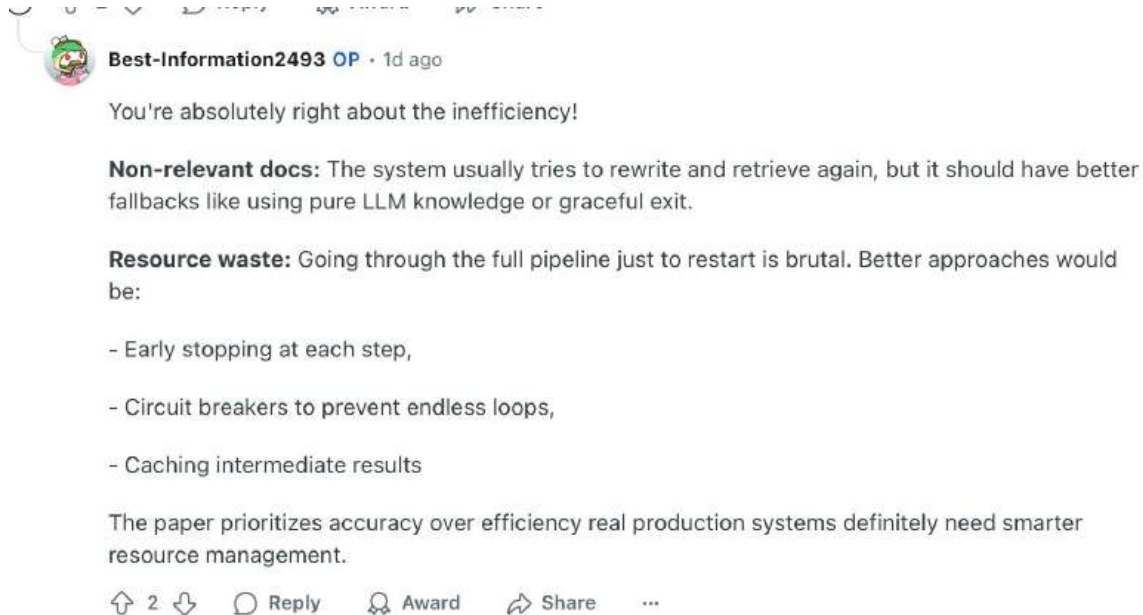 Best-Information2493 OP · 1d ago
You're absolutely right about the inefficiency!
Non-relevant docs: The system usually tries to rewrite and retrieve again, but it should have better
fallbacks like using pure LLM knowledge or graceful exit.
Resource waste: Going through the full pipeline just to restart is brutal. Better approaches would
be:
- Early stopping at each step,
- Circuit breakers to prevent endless loops,
- Caching intermediate results
The paper prioritizes accuracy over efficiency real production systems definitely need smarter
resource management.
2 Reply Award Share ...